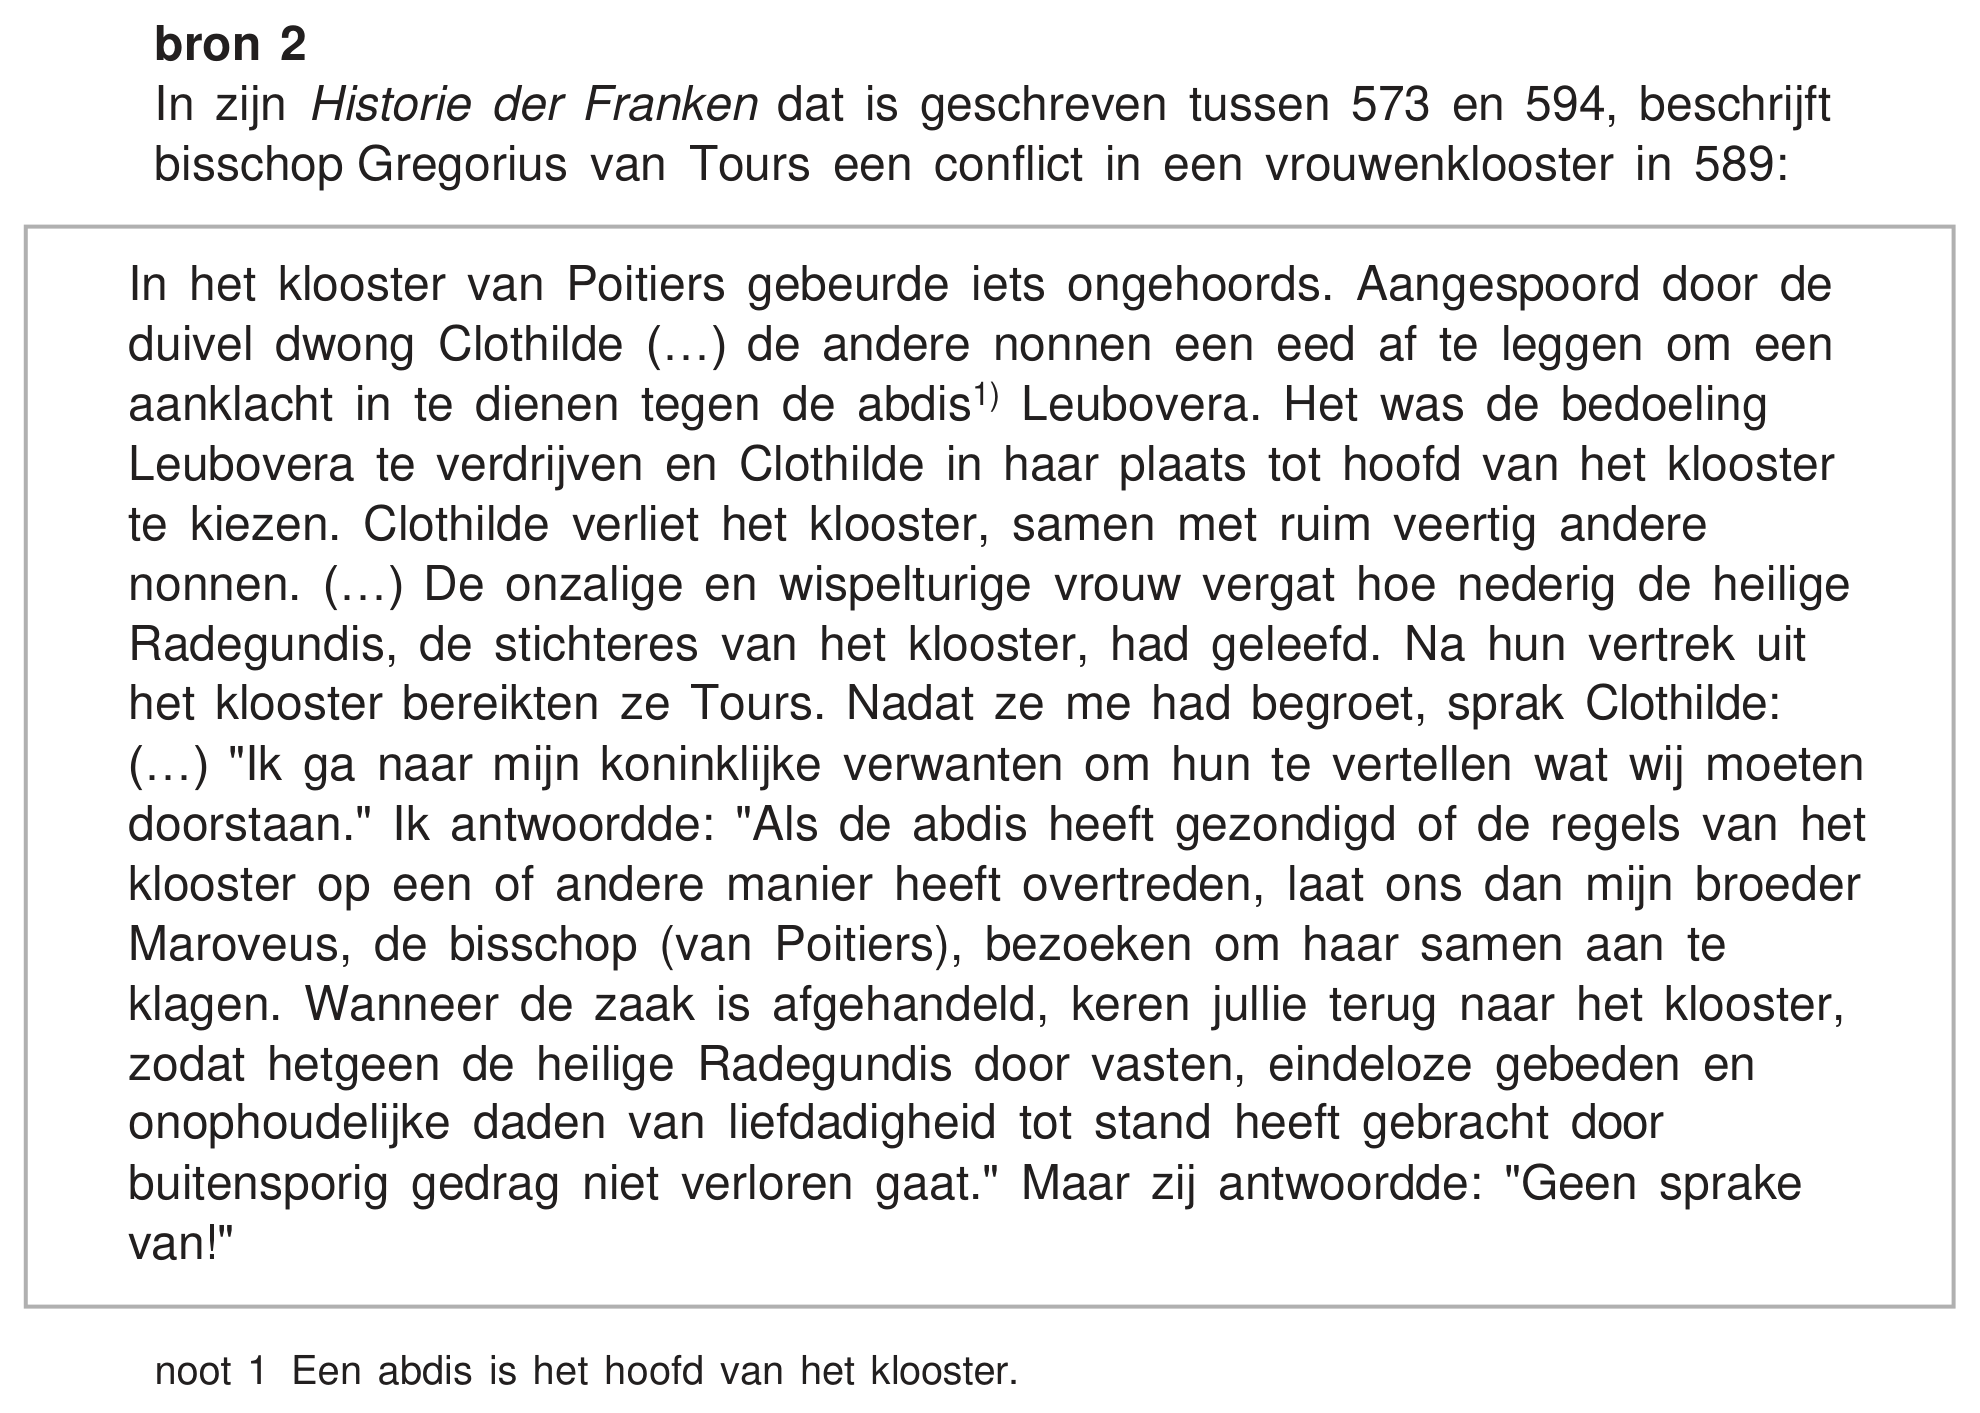 bron 2
In zijn Historie der Franken dat is geschreven tussen 573 en 594, beschrijft
bisschop Gregorius van Tours een conflict in een vrouwenklooster in 589:
In het klooster van Poitiers gebeurde iets ongehoords. Aangespoord door de
duivel dwong Clothilde (…) de andere nonnen een eed af te leggen om een
aanklacht in te dienen tegen de abdis1) Leubovera. Het was de bedoeling
Leubovera te verdrijven en Clothilde in haar plaats tot hoofd van het klooster
te kiezen. Clothilde verliet het klooster, samen met ruim veertig andere
nonnen. (…) De onzalige en wispelturige vrouw vergat hoe nederig de heilige
Radegundis, de stichteres van het klooster, had geleefd. Na hun vertrek uit
het klooster bereikten ze Tours. Nadat ze me had begroet, sprak Clothilde:
(…) "Ik ga naar mijn koninklijke verwanten om hun te vertellen wat wij moeten
doorstaan." Ik antwoordde: "Als de abdis heeft gezondigd of de regels van het
klooster op een of andere manier heeft overtreden, laat ons dan mijn broeder
Maroveus, de bisschop (van Poitiers), bezoeken om haar samen aan te
klagen. Wanneer de zaak is afgehandeld, keren jullie terug naar het klooster,
zodat hetgeen de heilige Radegundis door vasten, eindeloze gebeden en
onophoudelijke daden van liefdadigheid tot stand heeft gebracht door
buitensporig gedrag niet verloren gaat." Maar zij antwoordde: "Geen sprake
van!"
noot 1 Een abdis is het hoofd van het klooster.